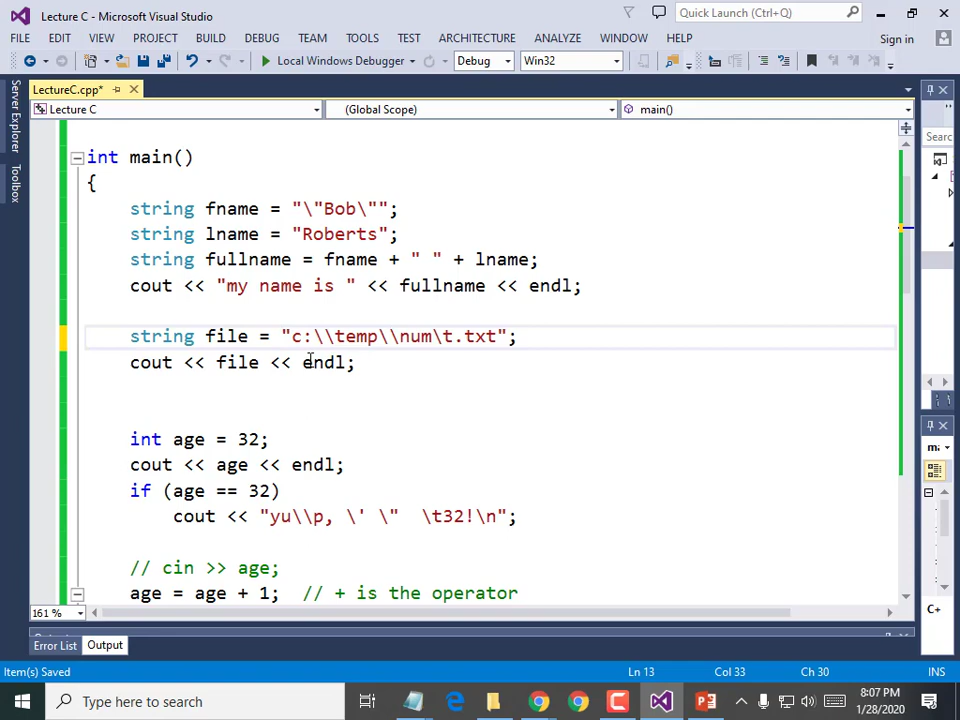 Lecture C - Microsoft Visual Studio
Quick Launch (Ctrl+Q)
FILE EDIT VIEW PROJECT BUILD DEBUG TEAM TOOLS TEST ARCHITECTURE ANALYZE WINDOW HELP Sign in
Local Windows Debugger Debug Win32
LectureC.cpp*
Lecture C (Global Scope) main()
Server Explorer
Toolbox
Searc
int main()
{
string fname = "\"Bob\"";
string lname = "Roberts";
string fullname = fname + " " + lname;
cout << "my name is " << fullname << endl;
string file = "c:\\temp\\num\t.txt";
cout << file << endl;
int age = 32;
cout << age << endl;
if (age == 32)
cout << "yu\\p, \' \"  \t32!\n";
// cin >> age;
age = age + 1;  // + is the operator
C+
161 %
Error List Output
Item(s) Saved Ln 13 Col 33 Ch 30 INS
Type here to search
8:07 PM
1/28/2020